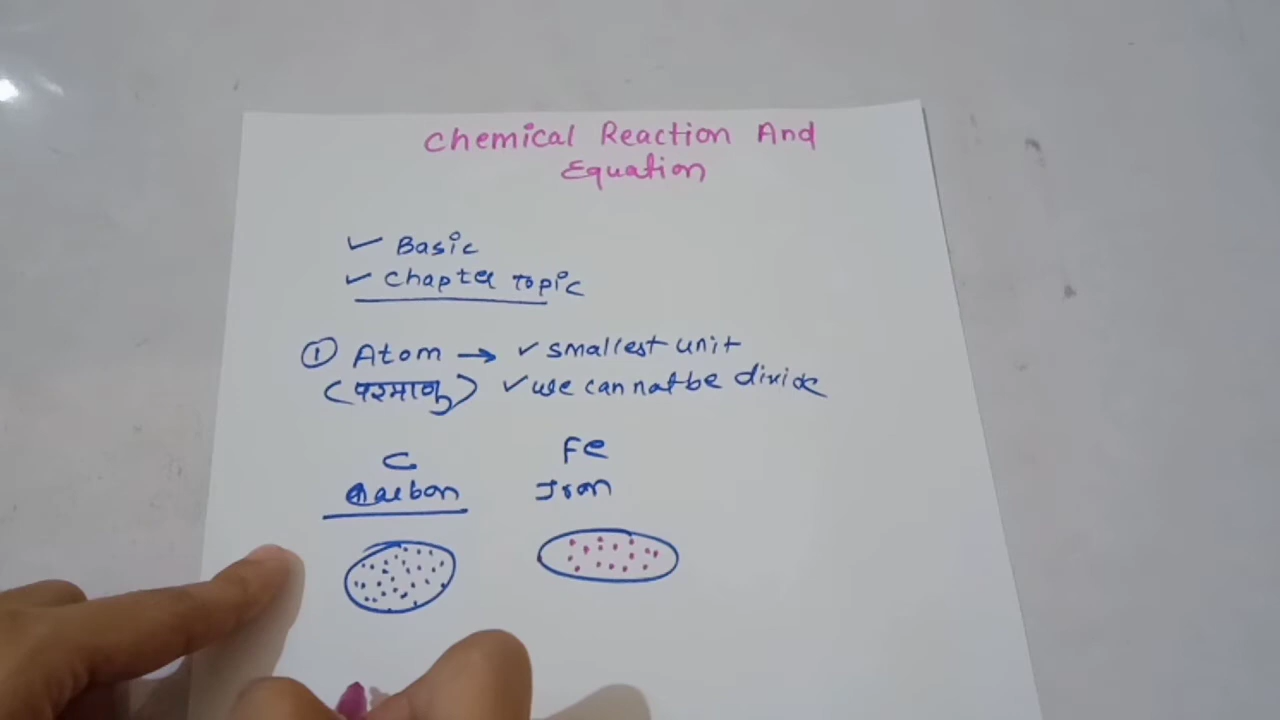 Chemical Reaction And
Equation
✓ Basic
✓ Chapter Topic
① Atom → ✓ smallest unit
(परमाणु) ✓ we can not be divide
C Fe
Carbon Iron